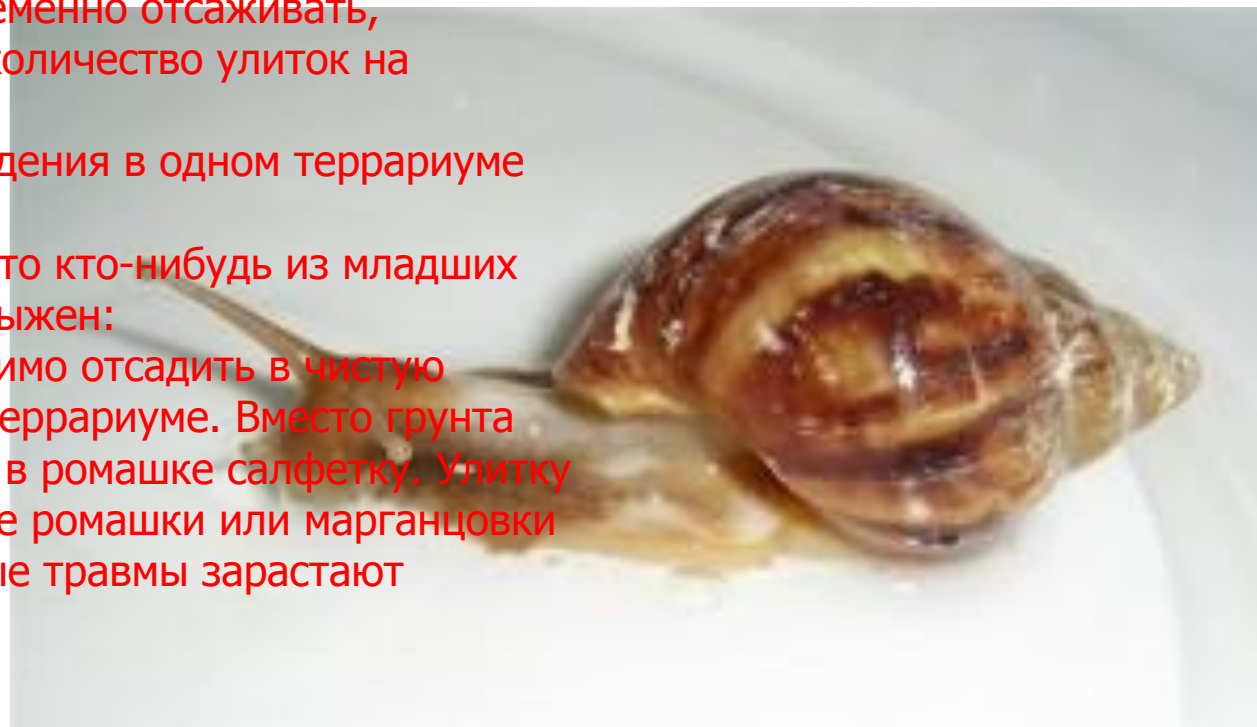 еменно отсаживать,
количество улиток на
дения в одном террариуме
то кто-нибудь из младших
ыжен:
имо отсадить в чистую
еррариуме. Вместо грунта
в ромашке салфетку. Улитку
е ромашки или марганцовки
ые травмы зарастают